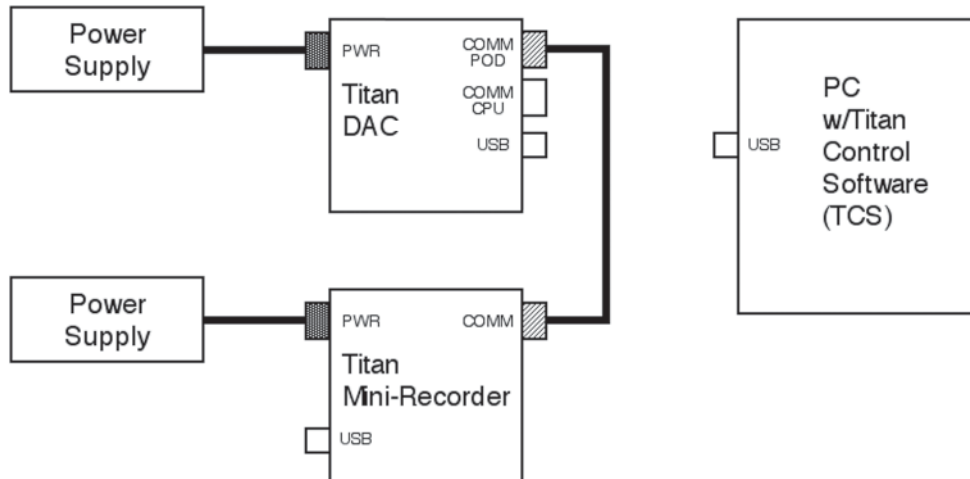 Power
Supply
PWR
COMM
POD
Titan
DAC
COMM
CPU
USB
PC
w/Titan
Control
Software
(TCS)
USB
Power
Supply
PWR
COMM
Titan
Mini-Recorder
USB